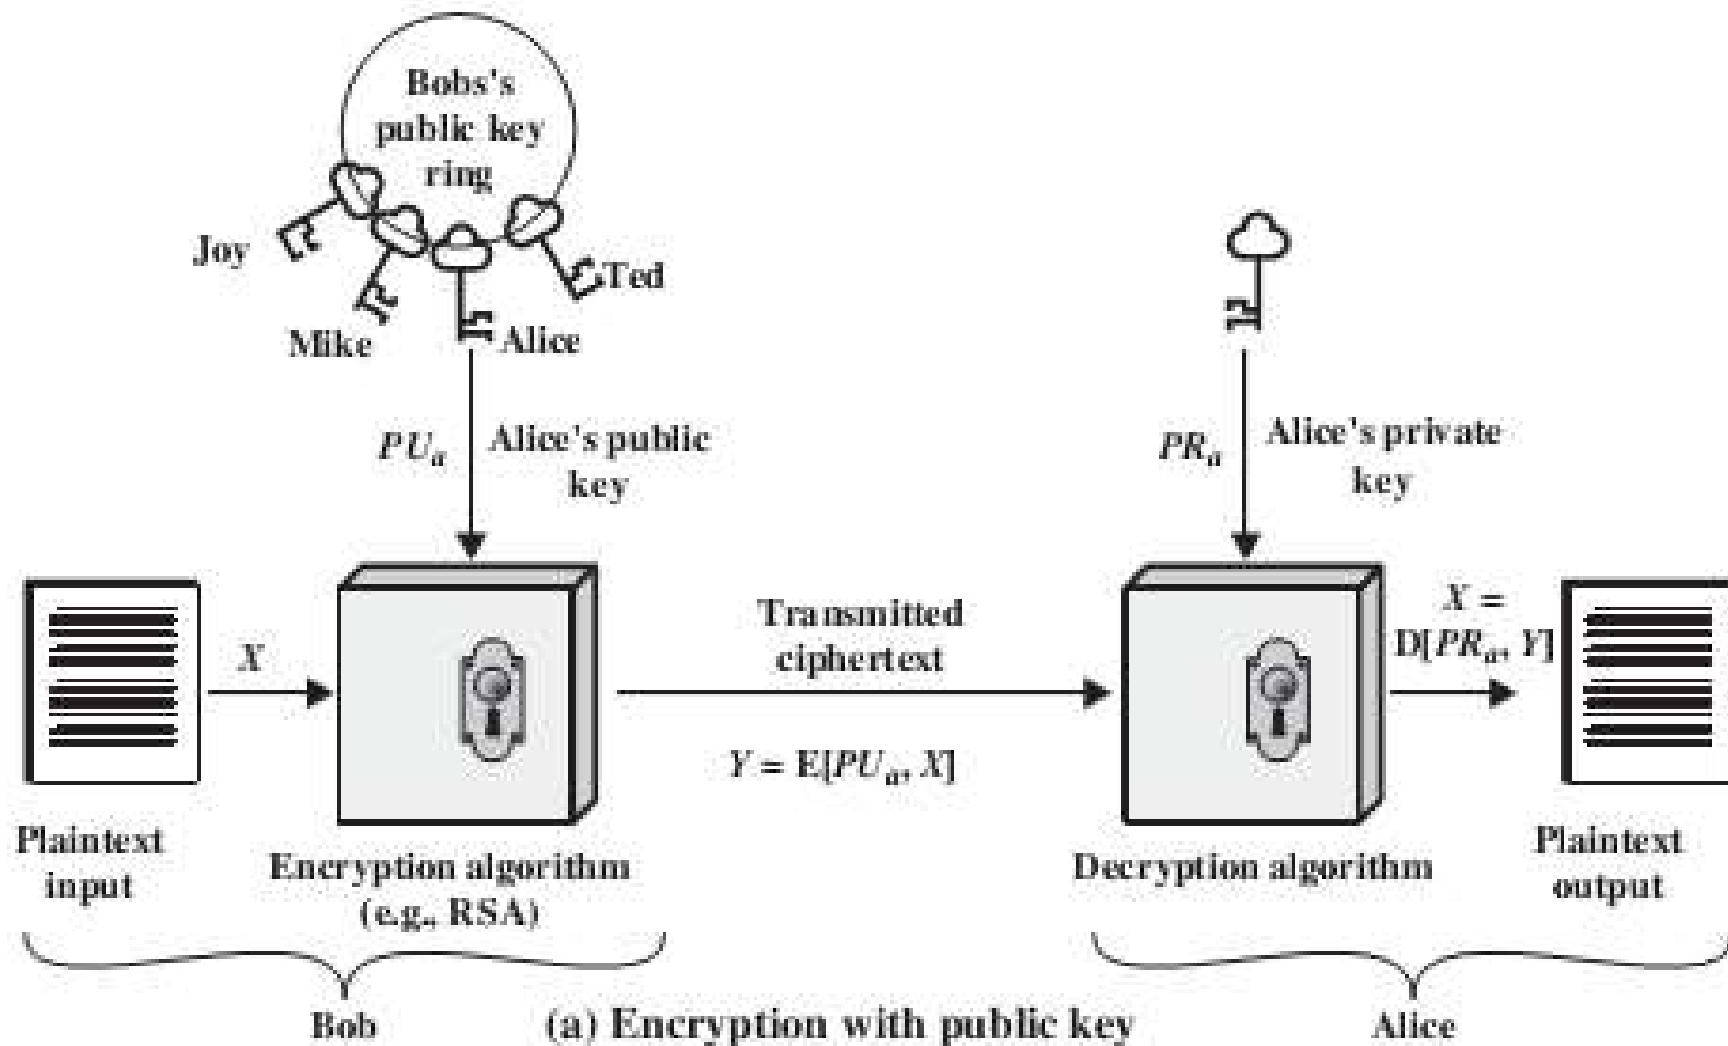 Bobs's
public key
ring
Joy
Ted
Mike
Alice
PUₐ
Alice's public
key
PRₐ
Alice's private
key
X
Transmitted
ciphertext
X =
D[PRₐ, Y]
Y = E[PUₐ, X]
Plaintext
input
Encryption algorithm
(e.g., RSA)
Decryption algorithm
Plaintext
output
Bob
(a) Encryption with public key
Alice